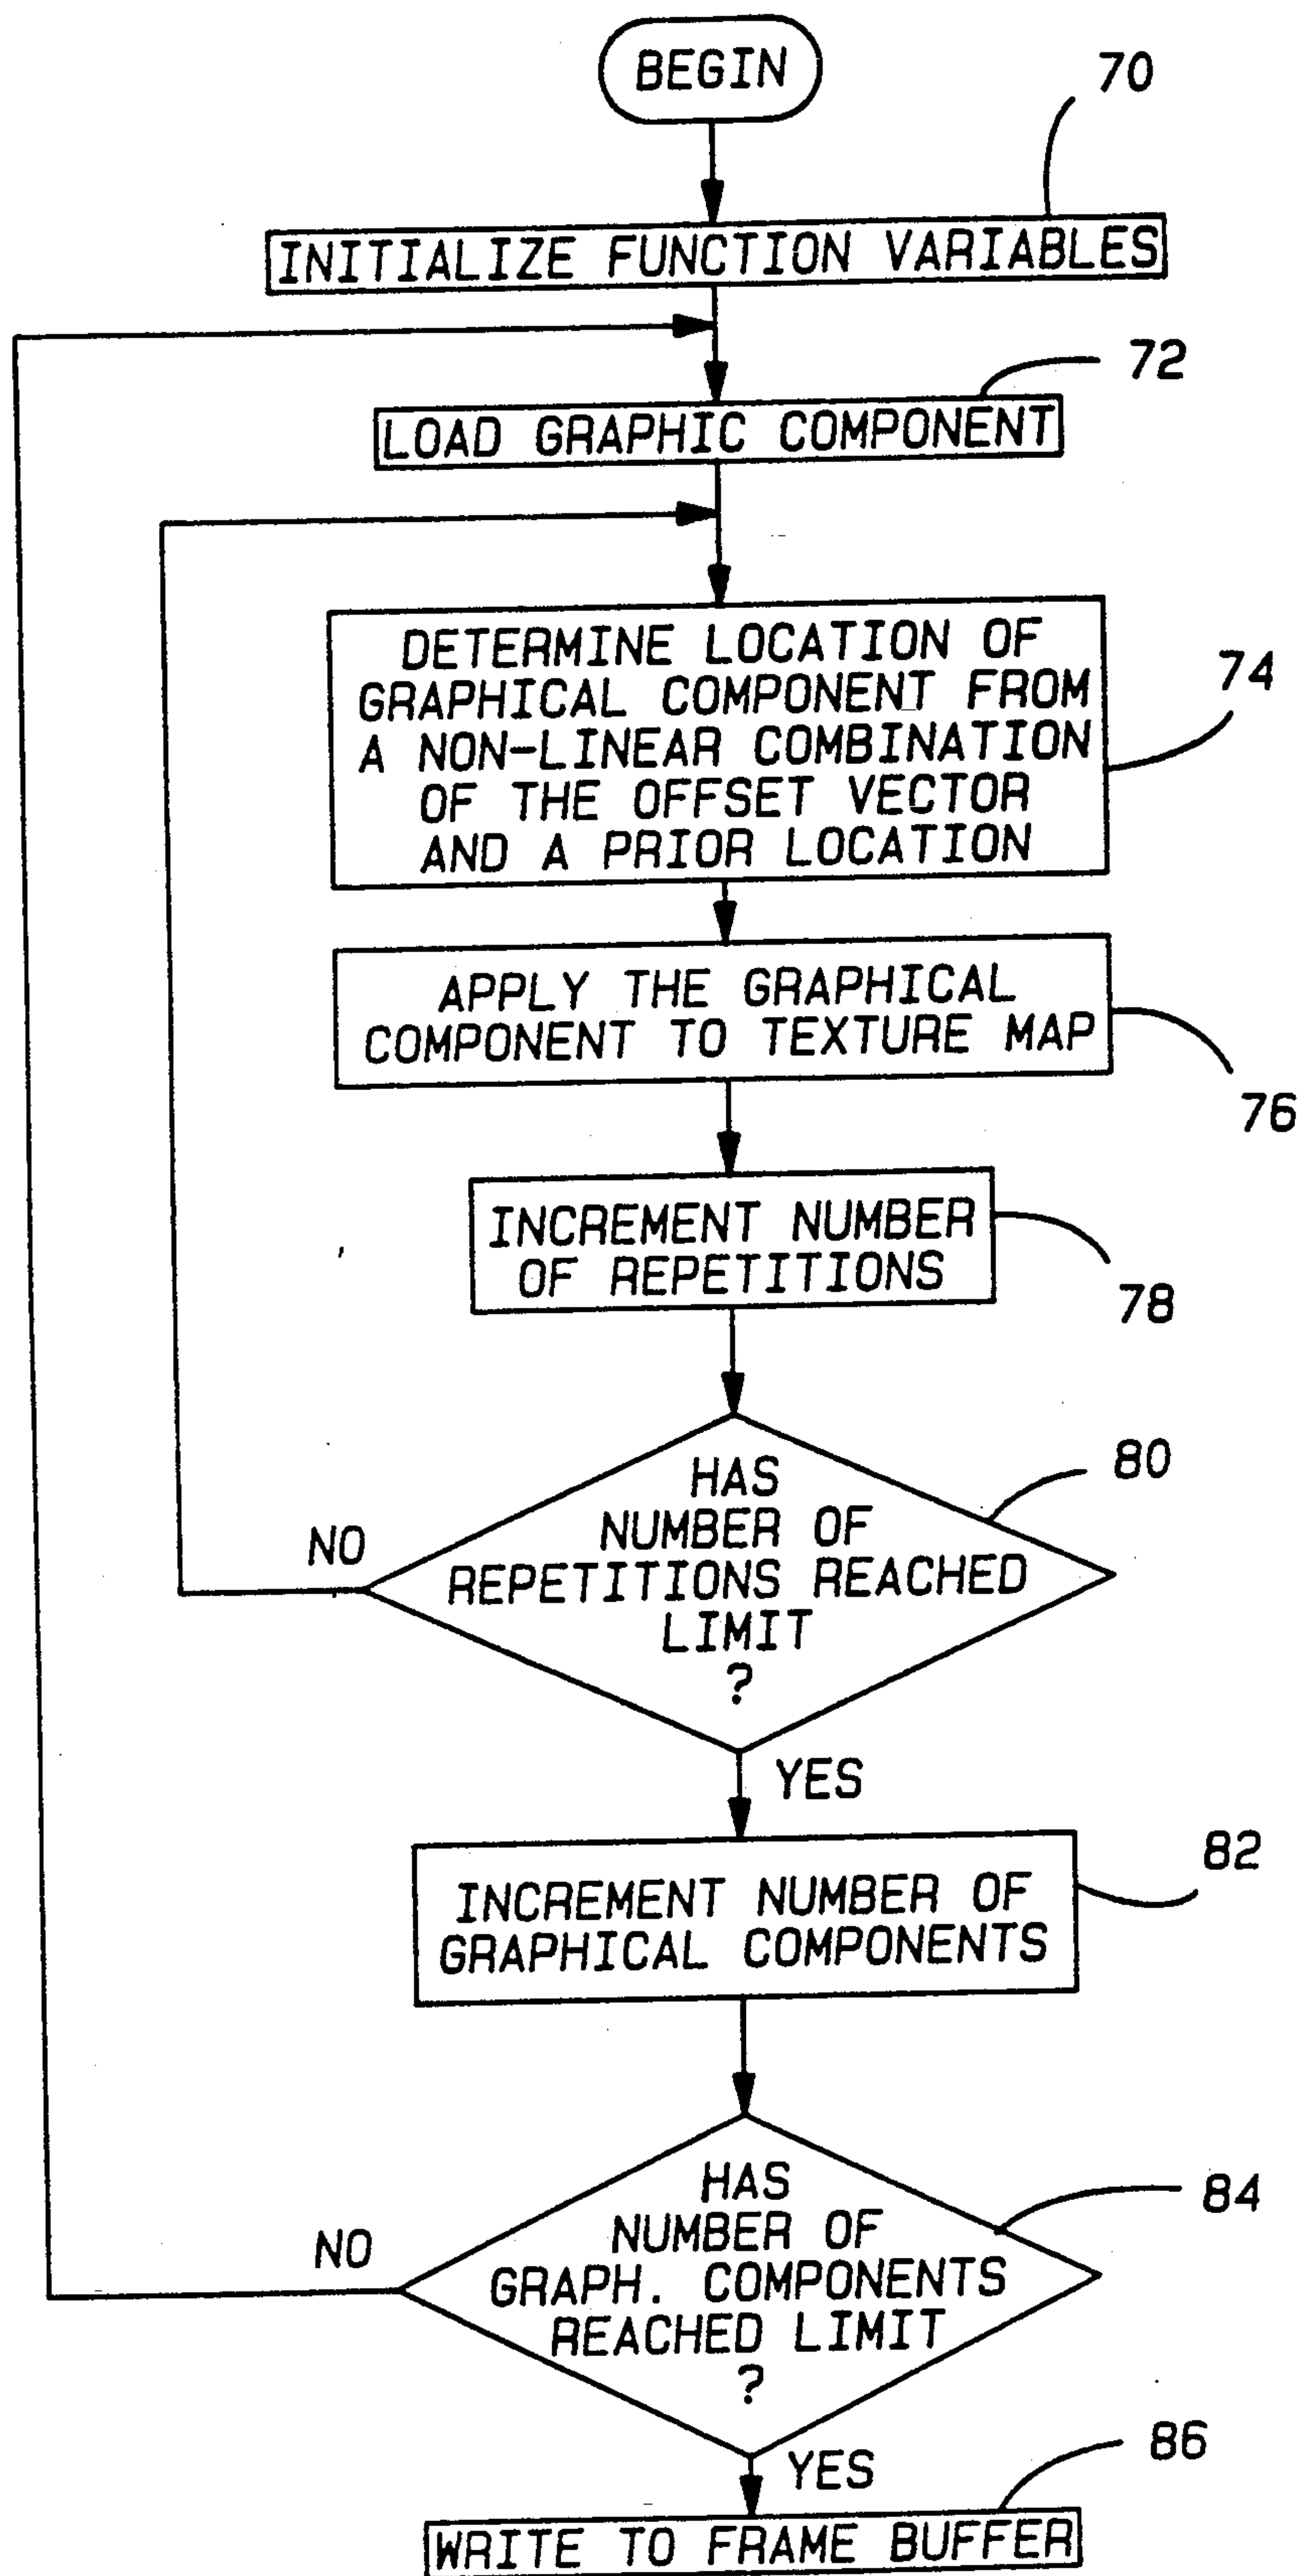 BEGIN
70
INITIALIZE FUNCTION VARIABLES
72
LOAD GRAPHIC COMPONENT
DETERMINE LOCATION OF
GRAPHICAL COMPONENT FROM
A NON-LINEAR COMBINATION
OF THE OFFSET VECTOR
AND A PRIOR LOCATION
74
APPLY THE GRAPHICAL
COMPONENT TO TEXTURE MAP
76
INCREMENT NUMBER
OF REPETITIONS
78
HAS
NUMBER OF
REPETITIONS REACHED
LIMIT
?
80
NO
YES
INCREMENT NUMBER OF
GRAPHICAL COMPONENTS
82
HAS
NUMBER OF
GRAPH. COMPONENTS
REACHED LIMIT
?
84
NO
YES
86
WRITE TO FRAME BUFFER